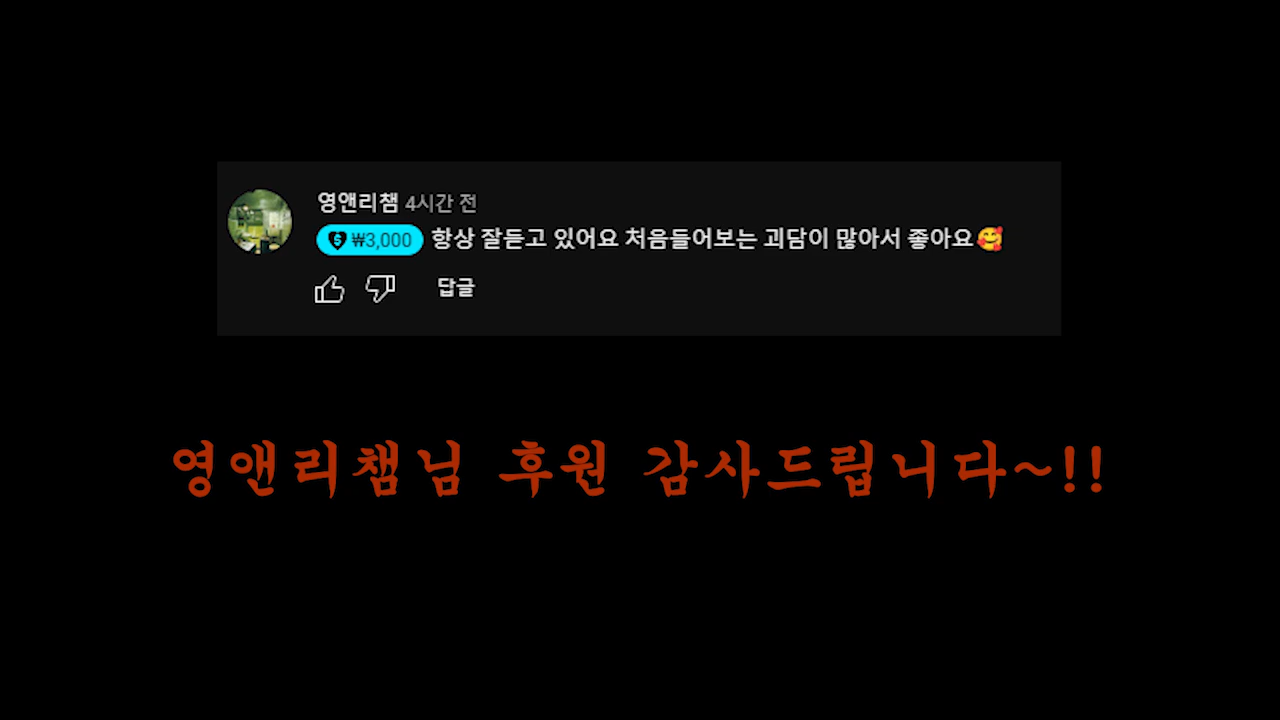 영앤리챔 4시간 전
₩3,000 항상 잘듣고 있어요 처음들어보는 괴담이 많아서 좋아요🥰
답글
영앤리챔님 후원 감사드립니다~!!